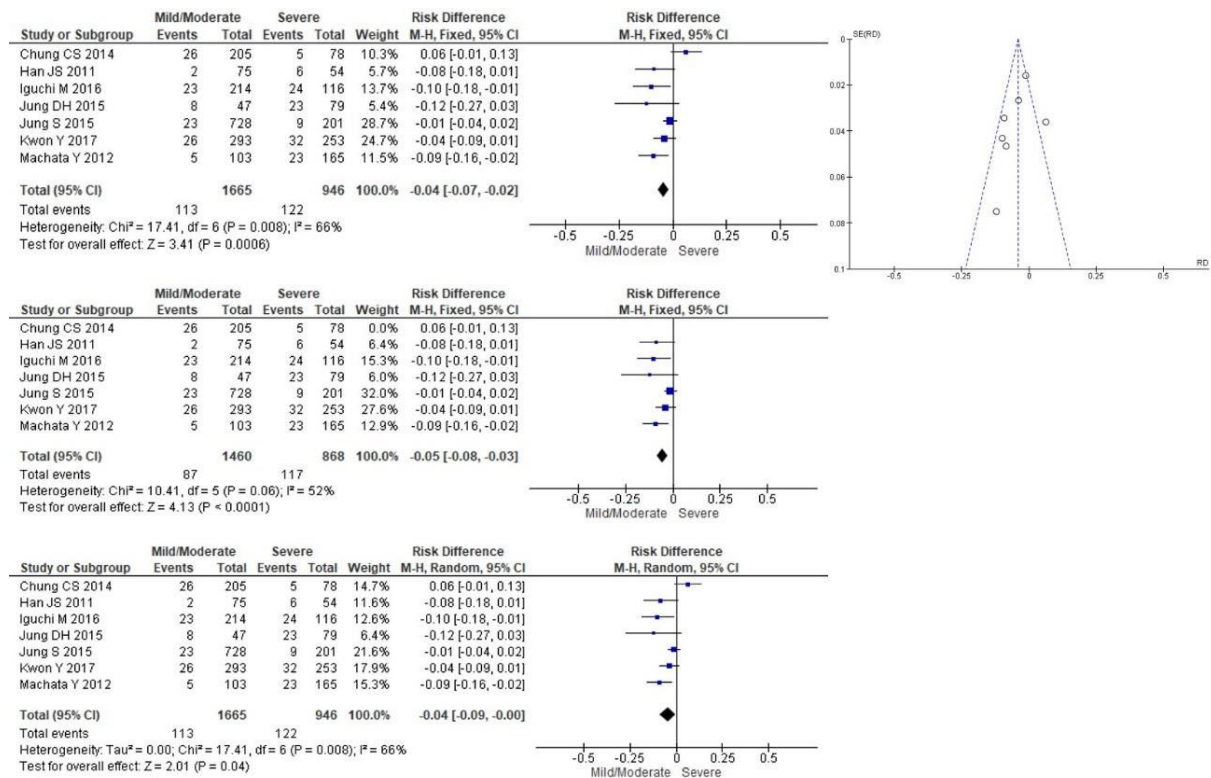 Mild/Moderate Severe Risk Difference Risk Difference
Study or Subgroup Events Total Events Total Weight M-H, Fixed, 95% CI M-H, Fixed, 95% CI
Chung CS 2014 26 205 5 78 10.3% 0.06 [-0.01, 0.13]
Han JS 2011 2 75 6 54 5.7% -0.08 [-0.18, 0.01]
Iguchi M 2016 23 214 24 116 13.7% -0.10 [-0.18, -0.01]
Jung DH 2015 8 47 23 79 5.4% -0.12 [-0.27, 0.03]
Jung S 2015 23 728 9 201 28.7% -0.01 [-0.04, 0.02]
Kwon Y 2017 26 293 32 253 24.7% -0.04 [-0.09, 0.01]
Machata Y 2012 5 103 23 165 11.5% -0.09 [-0.16, -0.02]
Total (95% CI) 1665 946 100.0% -0.04 [-0.07, -0.02]
Total events 113 122
Heterogeneity: Chi² = 17.41, df = 6 (P = 0.008); I² = 66%
Test for overall effect: Z = 3.41 (P = 0.0006)
-0.5 -0.25 0 0.25 0.5
Mild/Moderate Severe
SE(RD)
0
0.02
0.04
0.06
0.08
0.1
-0.5 -0.25 0 0.25 0.5
RD
Mild/Moderate Severe Risk Difference Risk Difference
Study or Subgroup Events Total Events Total Weight M-H, Fixed, 95% CI M-H, Fixed, 95% CI
Chung CS 2014 26 205 5 78 0.0% 0.06 [-0.01, 0.13]
Han JS 2011 2 75 6 54 6.4% -0.08 [-0.18, 0.01]
Iguchi M 2016 23 214 24 116 15.3% -0.10 [-0.18, -0.01]
Jung DH 2015 8 47 23 79 6.0% -0.12 [-0.27, 0.03]
Jung S 2015 23 728 9 201 32.0% -0.01 [-0.04, 0.02]
Kwon Y 2017 26 293 32 253 27.6% -0.04 [-0.09, 0.01]
Machata Y 2012 5 103 23 165 12.9% -0.09 [-0.16, -0.02]
Total (95% CI) 1460 868 100.0% -0.05 [-0.08, -0.03]
Total events 87 117
Heterogeneity: Chi² = 10.41, df = 5 (P = 0.06); I² = 52%
Test for overall effect: Z = 4.13 (P < 0.0001)
-0.5 -0.25 0 0.25 0.5
Mild/Moderate Severe
Mild/Moderate Severe Risk Difference Risk Difference
Study or Subgroup Events Total Events Total Weight M-H, Random, 95% CI M-H, Random, 95% CI
Chung CS 2014 26 205 5 78 14.7% 0.06 [-0.01, 0.13]
Han JS 2011 2 75 6 54 11.6% -0.08 [-0.18, 0.01]
Iguchi M 2016 23 214 24 116 12.6% -0.10 [-0.18, -0.01]
Jung DH 2015 8 47 23 79 6.4% -0.12 [-0.27, 0.03]
Jung S 2015 23 728 9 201 21.6% -0.01 [-0.04, 0.02]
Kwon Y 2017 26 293 32 253 17.9% -0.04 [-0.09, 0.01]
Machata Y 2012 5 103 23 165 15.3% -0.09 [-0.16, -0.02]
Total (95% CI) 1665 946 100.0% -0.04 [-0.09, -0.00]
Total events 113 122
Heterogeneity: Tau² = 0.00; Chi² = 17.41, df = 6 (P = 0.008); I² = 66%
Test for overall effect: Z = 2.01 (P = 0.04)
-0.5 -0.25 0 0.25 0.5
Mild/Moderate Severe